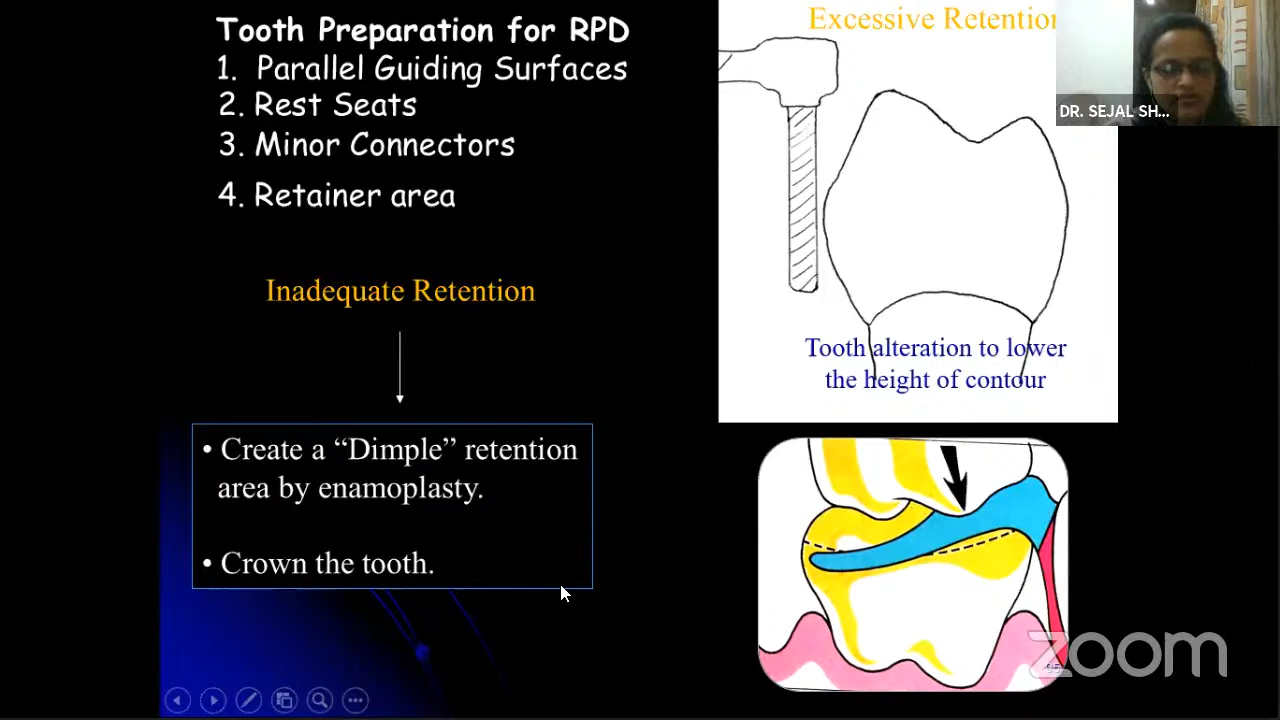 Tooth Preparation for RPD
1. Parallel Guiding Surfaces
2. Rest Seats
3. Minor Connectors
4. Retainer area
Inadequate Retention
• Create a “Dimple” retention
area by enamoplasty.
• Crown the tooth.
Excessive Retention
DR. SEJAL SH...
Tooth alteration to lower
the height of contour
zoom